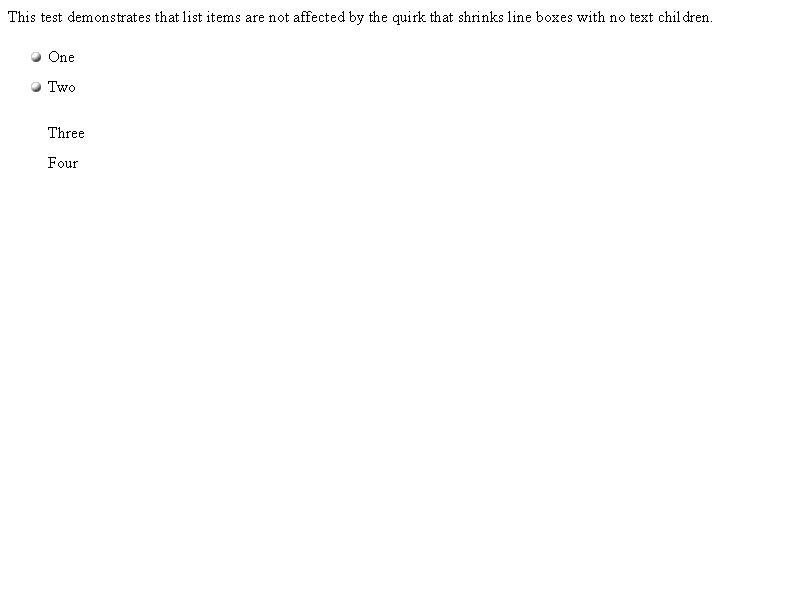 This test demonstrates that list items are not affected by the quirk that shrinks line boxes with no text children.
One
Two
Three
Four